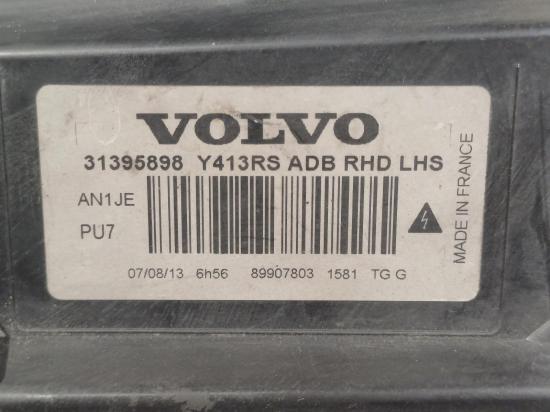 VOLVO
31395898 Y413RS ADB RHD LHS
AN1JE
PU7
07/08/13 6h56 89907803 1581 TG G
MADE IN FRANCE